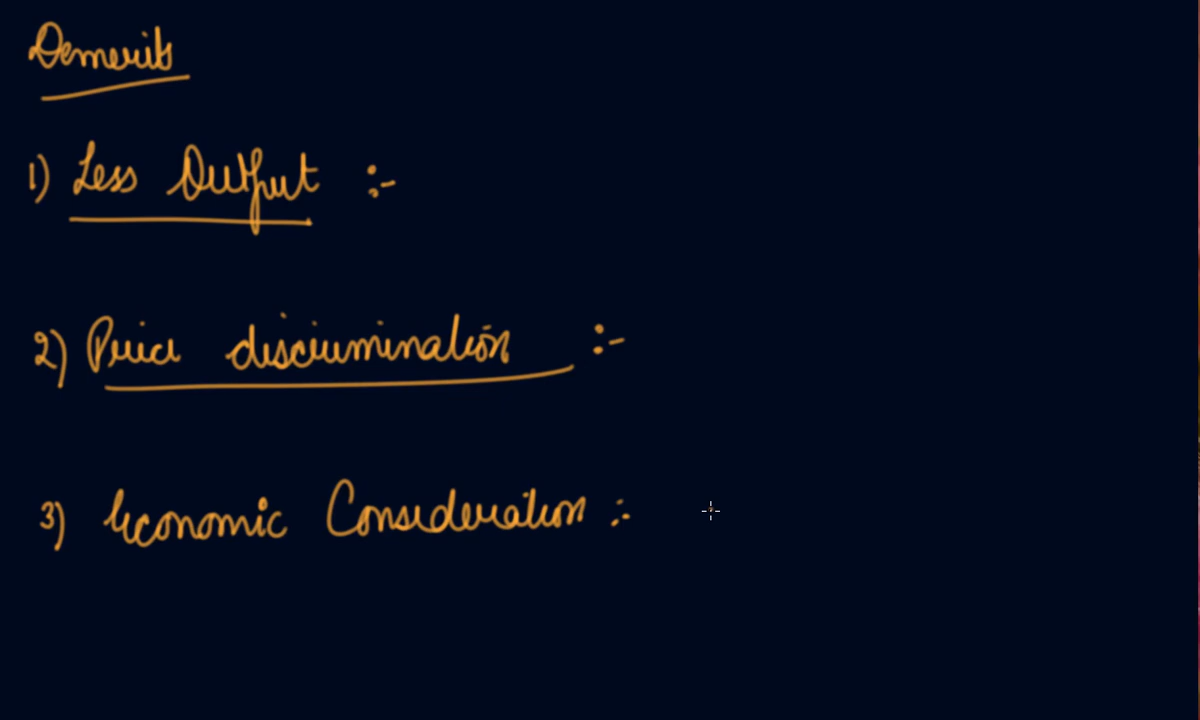 Demerits
1) Less Output :-
2) Price discrimination :-
3) Economic Consideration :-